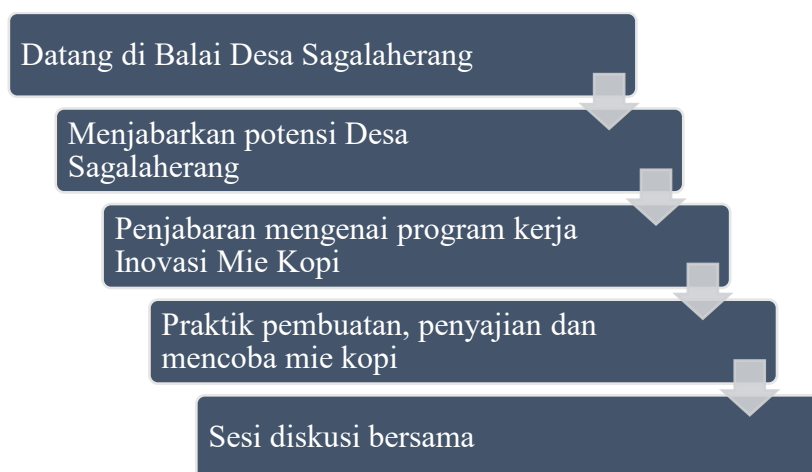 Datang di Balai Desa Sagalaherang
Menjabarkan potensi Desa
Sagalaherang
Penjabaran mengenai program kerja
Inovasi Mie Kopi
Praktik pembuatan, penyajian dan
mencoba mie kopi
Sesi diskusi bersama